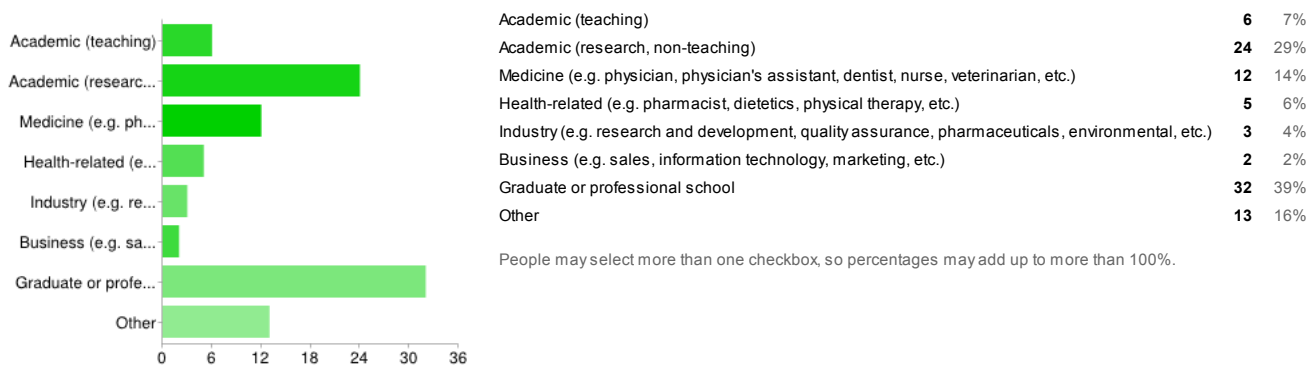 Academic (teaching)
Academic (researc...
Medicine (e.g. ph...
Health-related (e...
Industry (e.g. re...
Business (e.g. sa...
Graduate or profe...
Other
0 6 12 18 24 30 36
Academic (teaching) 6 7%
Academic (research, non-teaching) 24 29%
Medicine (e.g. physician, physician's assistant, dentist, nurse, veterinarian, etc.) 12 14%
Health-related (e.g. pharmacist, dietetics, physical therapy, etc.) 5 6%
Industry (e.g. research and development, quality assurance, pharmaceuticals, environmental, etc.) 3 4%
Business (e.g. sales, information technology, marketing, etc.) 2 2%
Graduate or professional school 32 39%
Other 13 16%
People may select more than one checkbox, so percentages may add up to more than 100%.